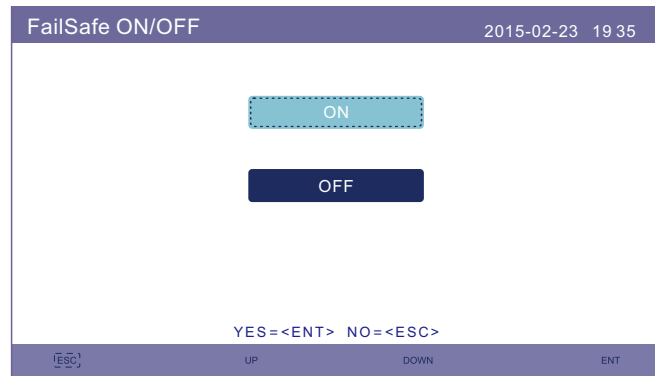 FailSafe ON/OFF 2015-02-23 19 35
ON
OFF
YES=<ENT> NO=<ESC>
ESC UP DOWN ENT